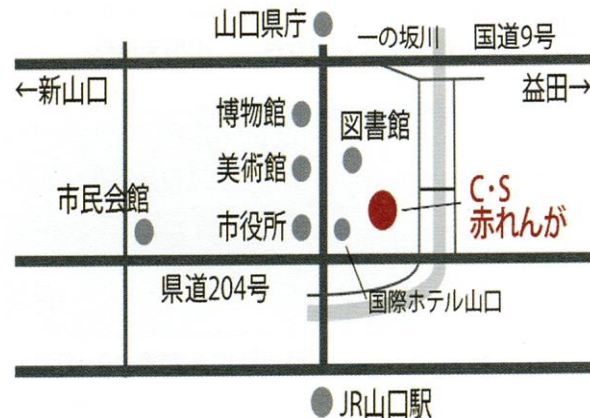 山口県庁
一の坂川
国道9号
←新山口
益田→
博物館
図書館
美術館
市民会館
市役所
C・S
赤れんが
県道204号
国際ホテル山口
JR山口駅